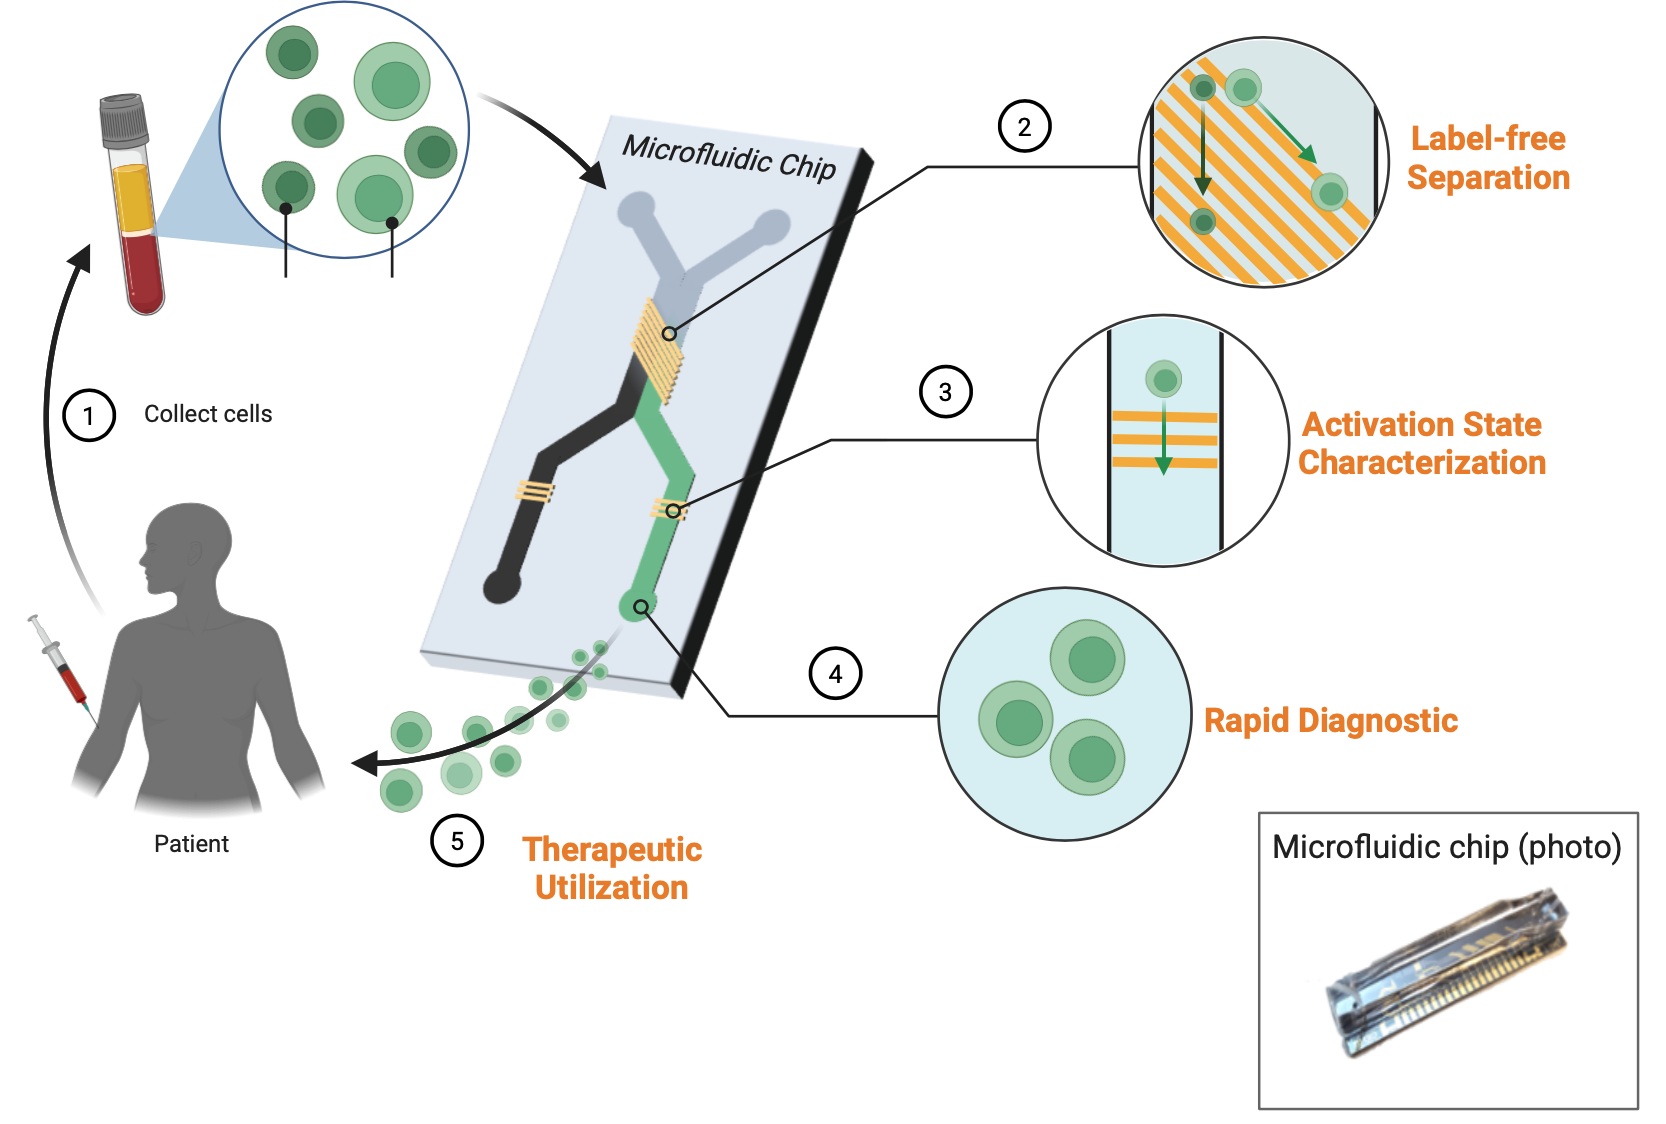 Microfluidic Chip
2
Label-free
Separation
3
Activation State
Characterization
1
Collect cells
4
Rapid Diagnostic
Patient
5
Therapeutic
Utilization
Microfluidic chip (photo)